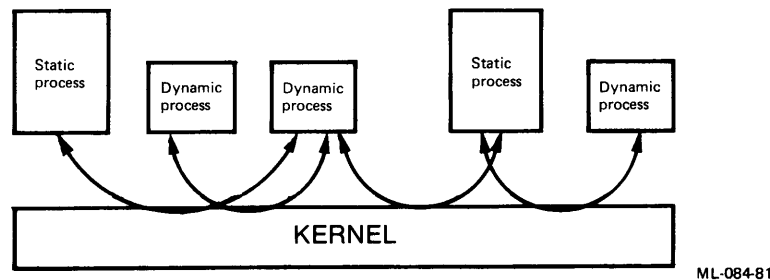 Static
process
Dynamic
process
Dynamic
process
Static
process
Dynamic
process
KERNEL
ML-084-81